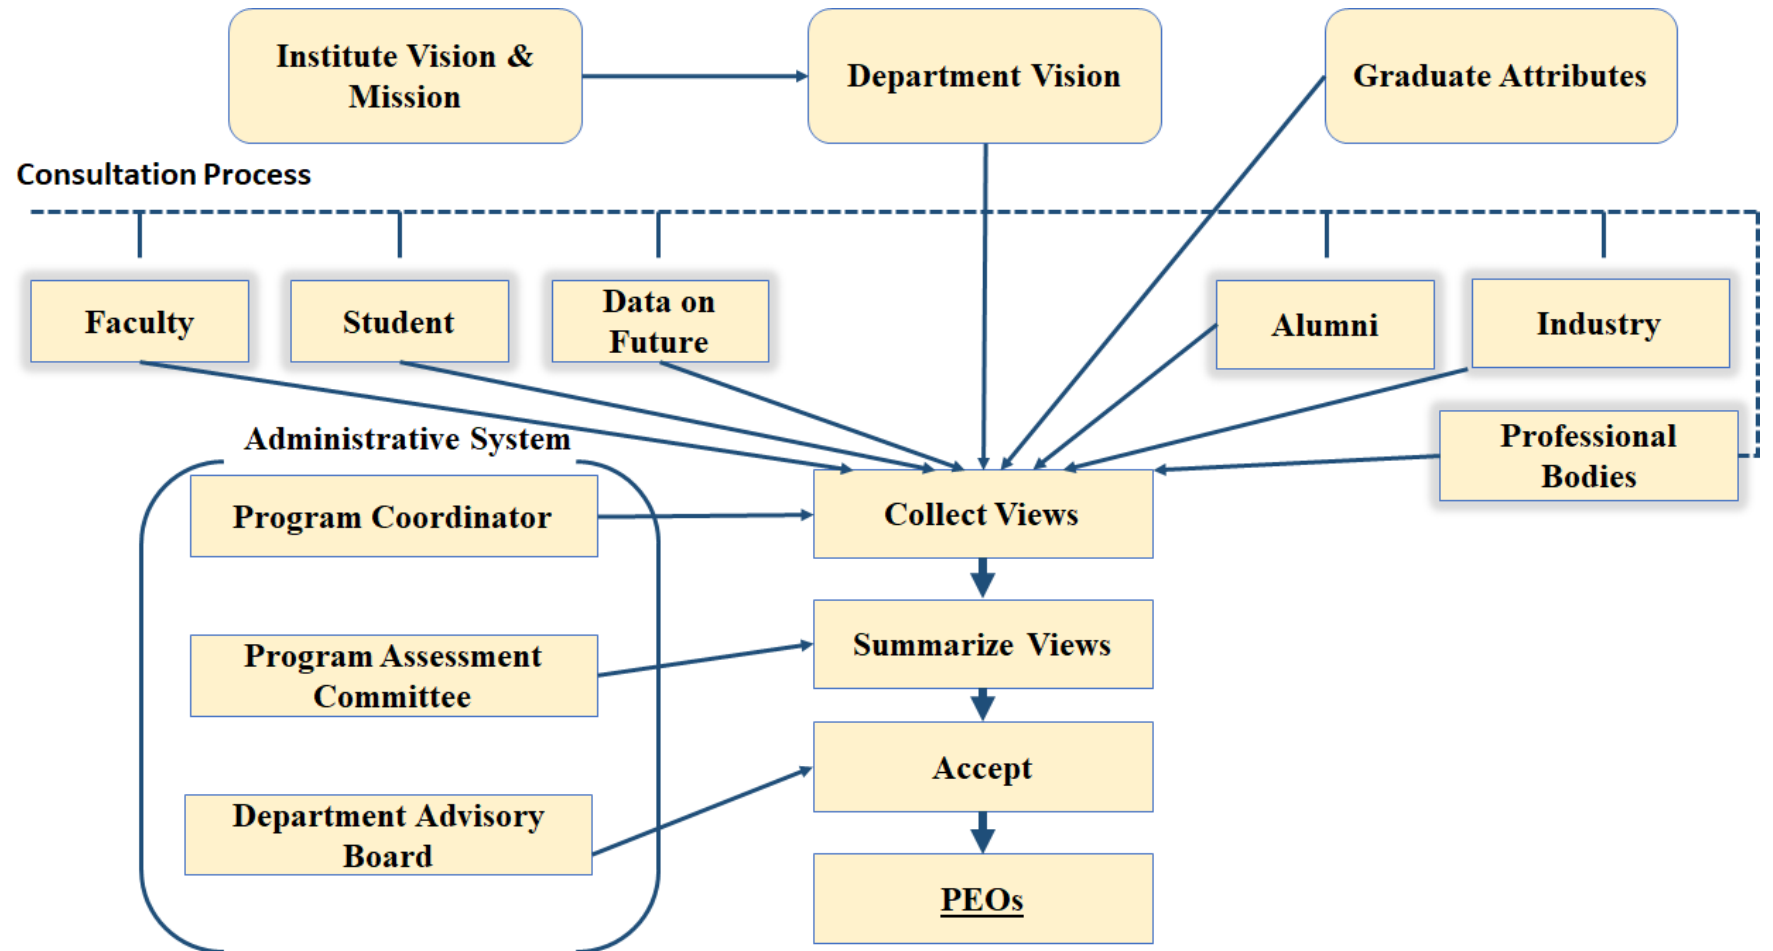 Institute Vision &
Mission
Department Vision
Graduate Attributes
Consultation Process
Faculty
Student
Data on
Future
Alumni
Industry
Professional
Bodies
Administrative System
Program Coordinator
Collect Views
Program Assessment
Committee
Summarize Views
Accept
Department Advisory
Board
PEOs